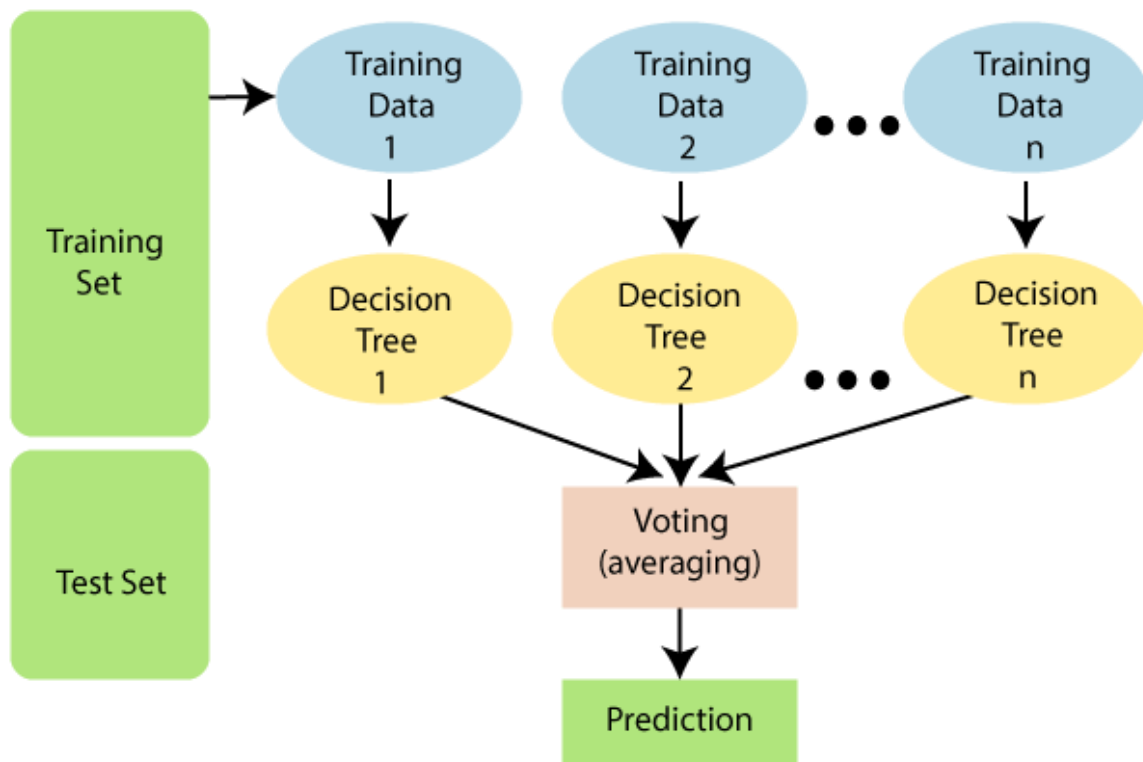 Training
Set
Test Set
Training
Data
1
Training
Data
2
Training
Data
n
Decision
Tree
1
Decision
Tree
2
Decision
Tree
n
Voting
(averaging)
Prediction